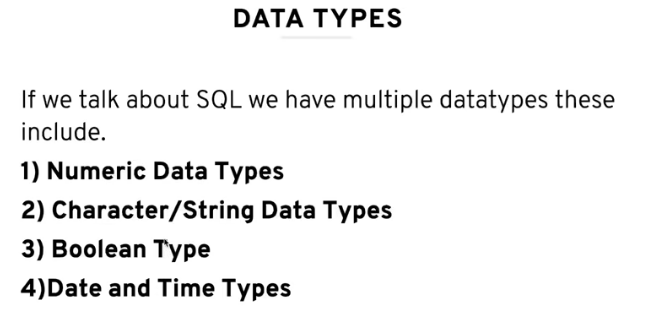 DATA TYPES
If we talk about SQL we have multiple datatypes these
include.
1) Numeric Data Types
2) Character/String Data Types
3) Boolean Type
4)Date and Time Types